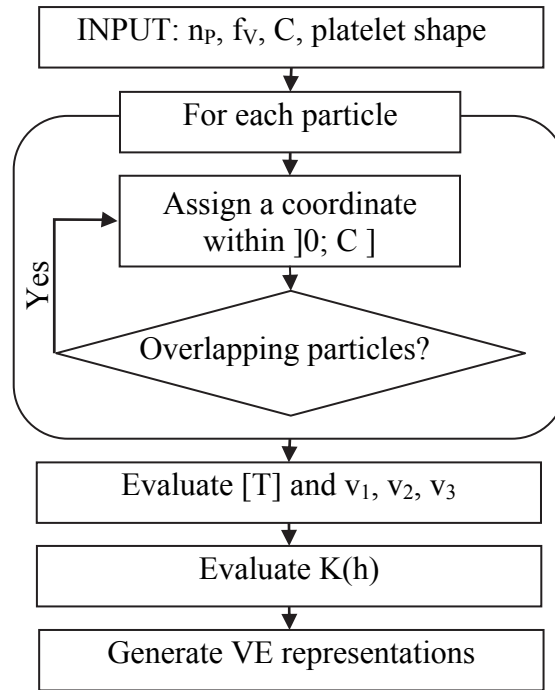 INPUT: nP, fV, C, platelet shape
For each particle
Assign a coordinate
within ]0; C ]
Yes
Overlapping particles?
Evaluate [T] and v1, v2, v3
Evaluate K(h)
Generate VE representations